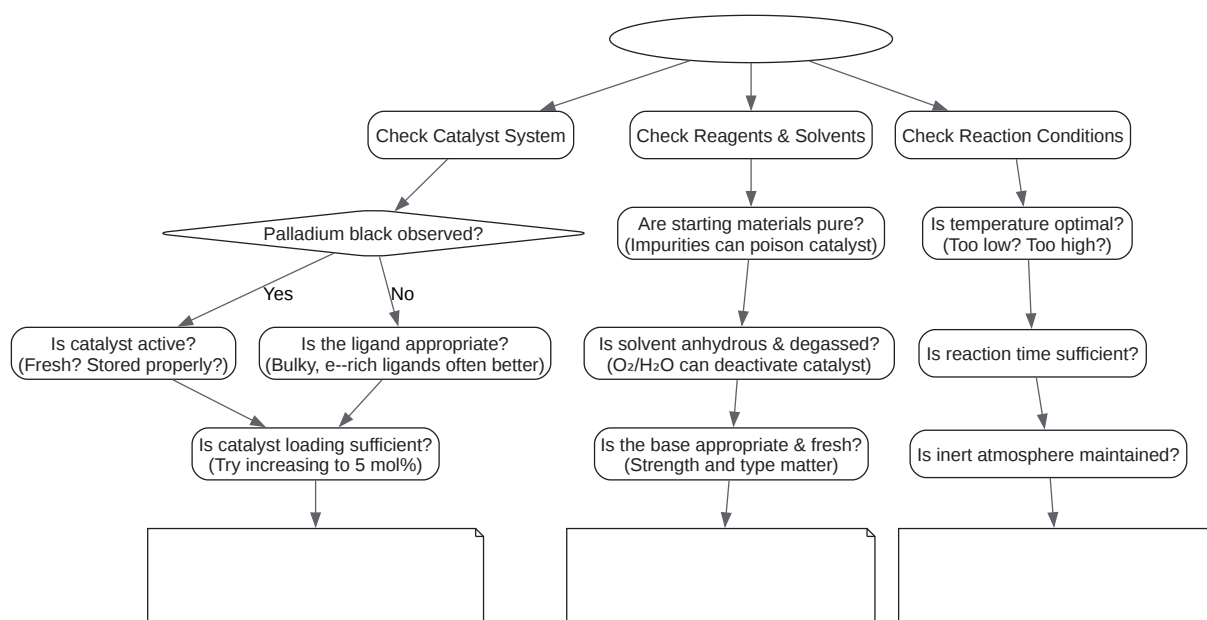 Check Catalyst System
Check Reagents & Solvents
Check Reaction Conditions
Palladium black observed?
Are starting materials pure?
(Impurities can poison catalyst)
Is temperature optimal?
(Too low? Too high?)
Yes
No
Is catalyst active?
(Fresh? Stored properly?)
Is the ligand appropriate?
(Bulky, e--rich ligands often better)
Is solvent anhydrous & degassed?
(O₂/H₂O can deactivate catalyst)
Is reaction time sufficient?
Is catalyst loading sufficient?
(Try increasing to 5 mol%)
Is the base appropriate & fresh?
(Strength and type matter)
Is inert atmosphere maintained?